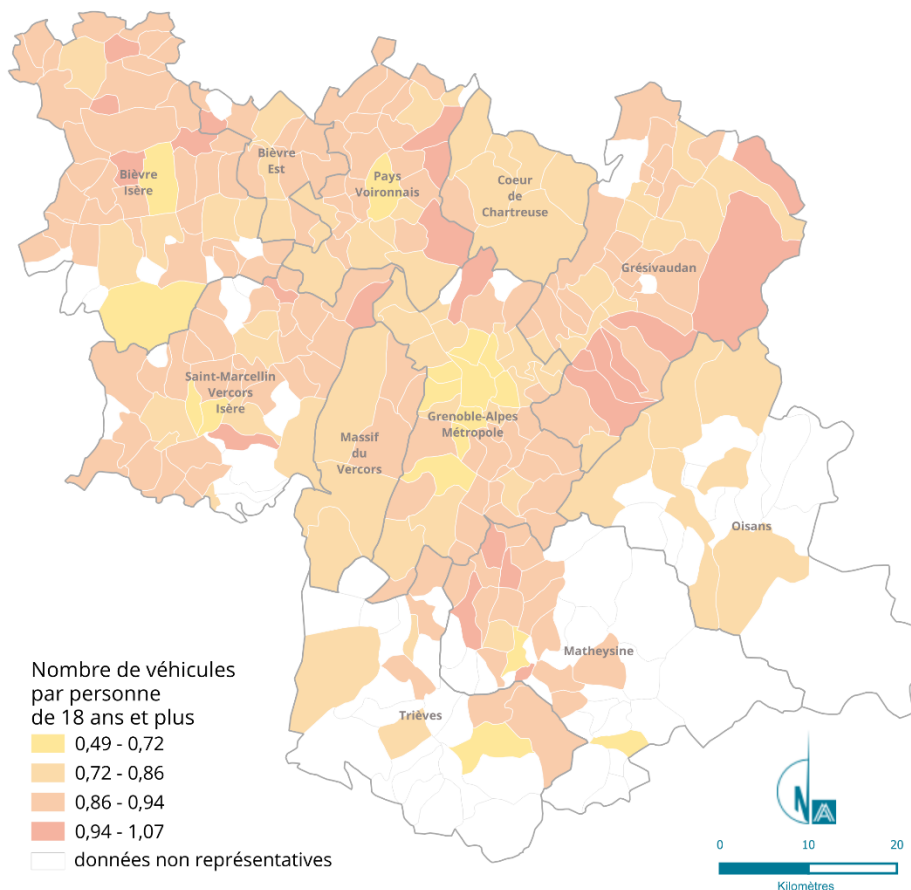 Bièvre
Isère
Bièvre
Est
Pays
Voironnais
Coeur
de
Chartreuse
Grésivaudan
Saint-Marcellin
Vercors
Isère
Massif
du
Vercors
Grenoble-Alpes
Métropole
Oisans
Matheysine
Trièves
Nombre de véhicules
par personne
de 18 ans et plus
0,49 - 0,72
0,72 - 0,86
0,86 - 0,94
0,94 - 1,07
données non représentatives
N
0 10 20
Kilomètres